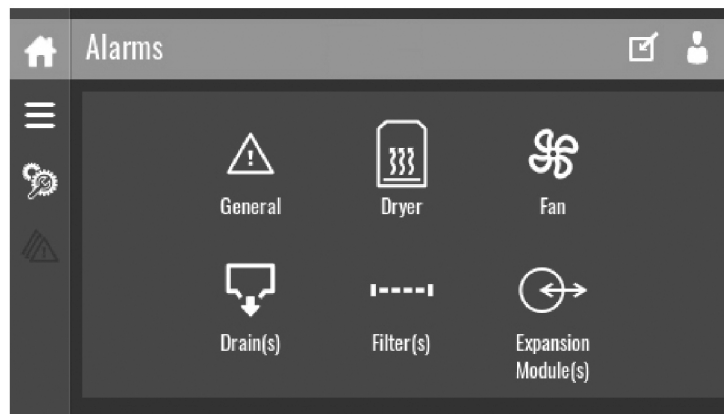 Alarms
General
Dryer
Fan
Drain(s)
Filter(s)
Expansion
Module(s)